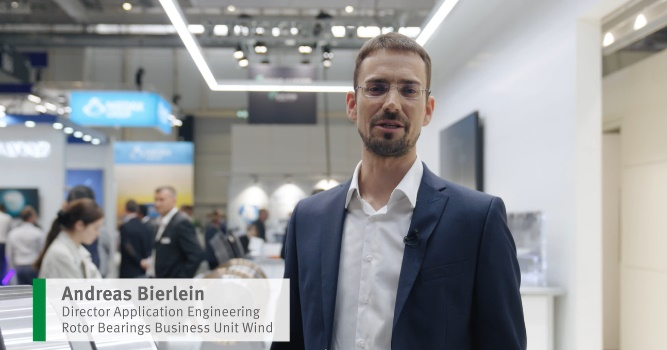 Andreas Bierlein
Director Application Engineering
Rotor Bearings Business Unit Wind